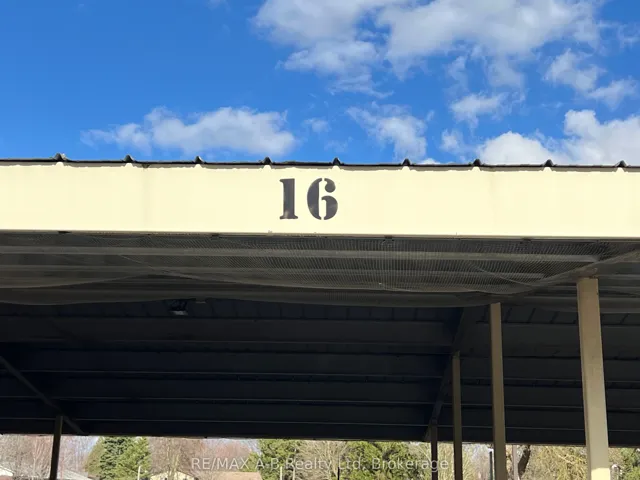 16
RE/MAX A-B Realty Ltd, Brokerage